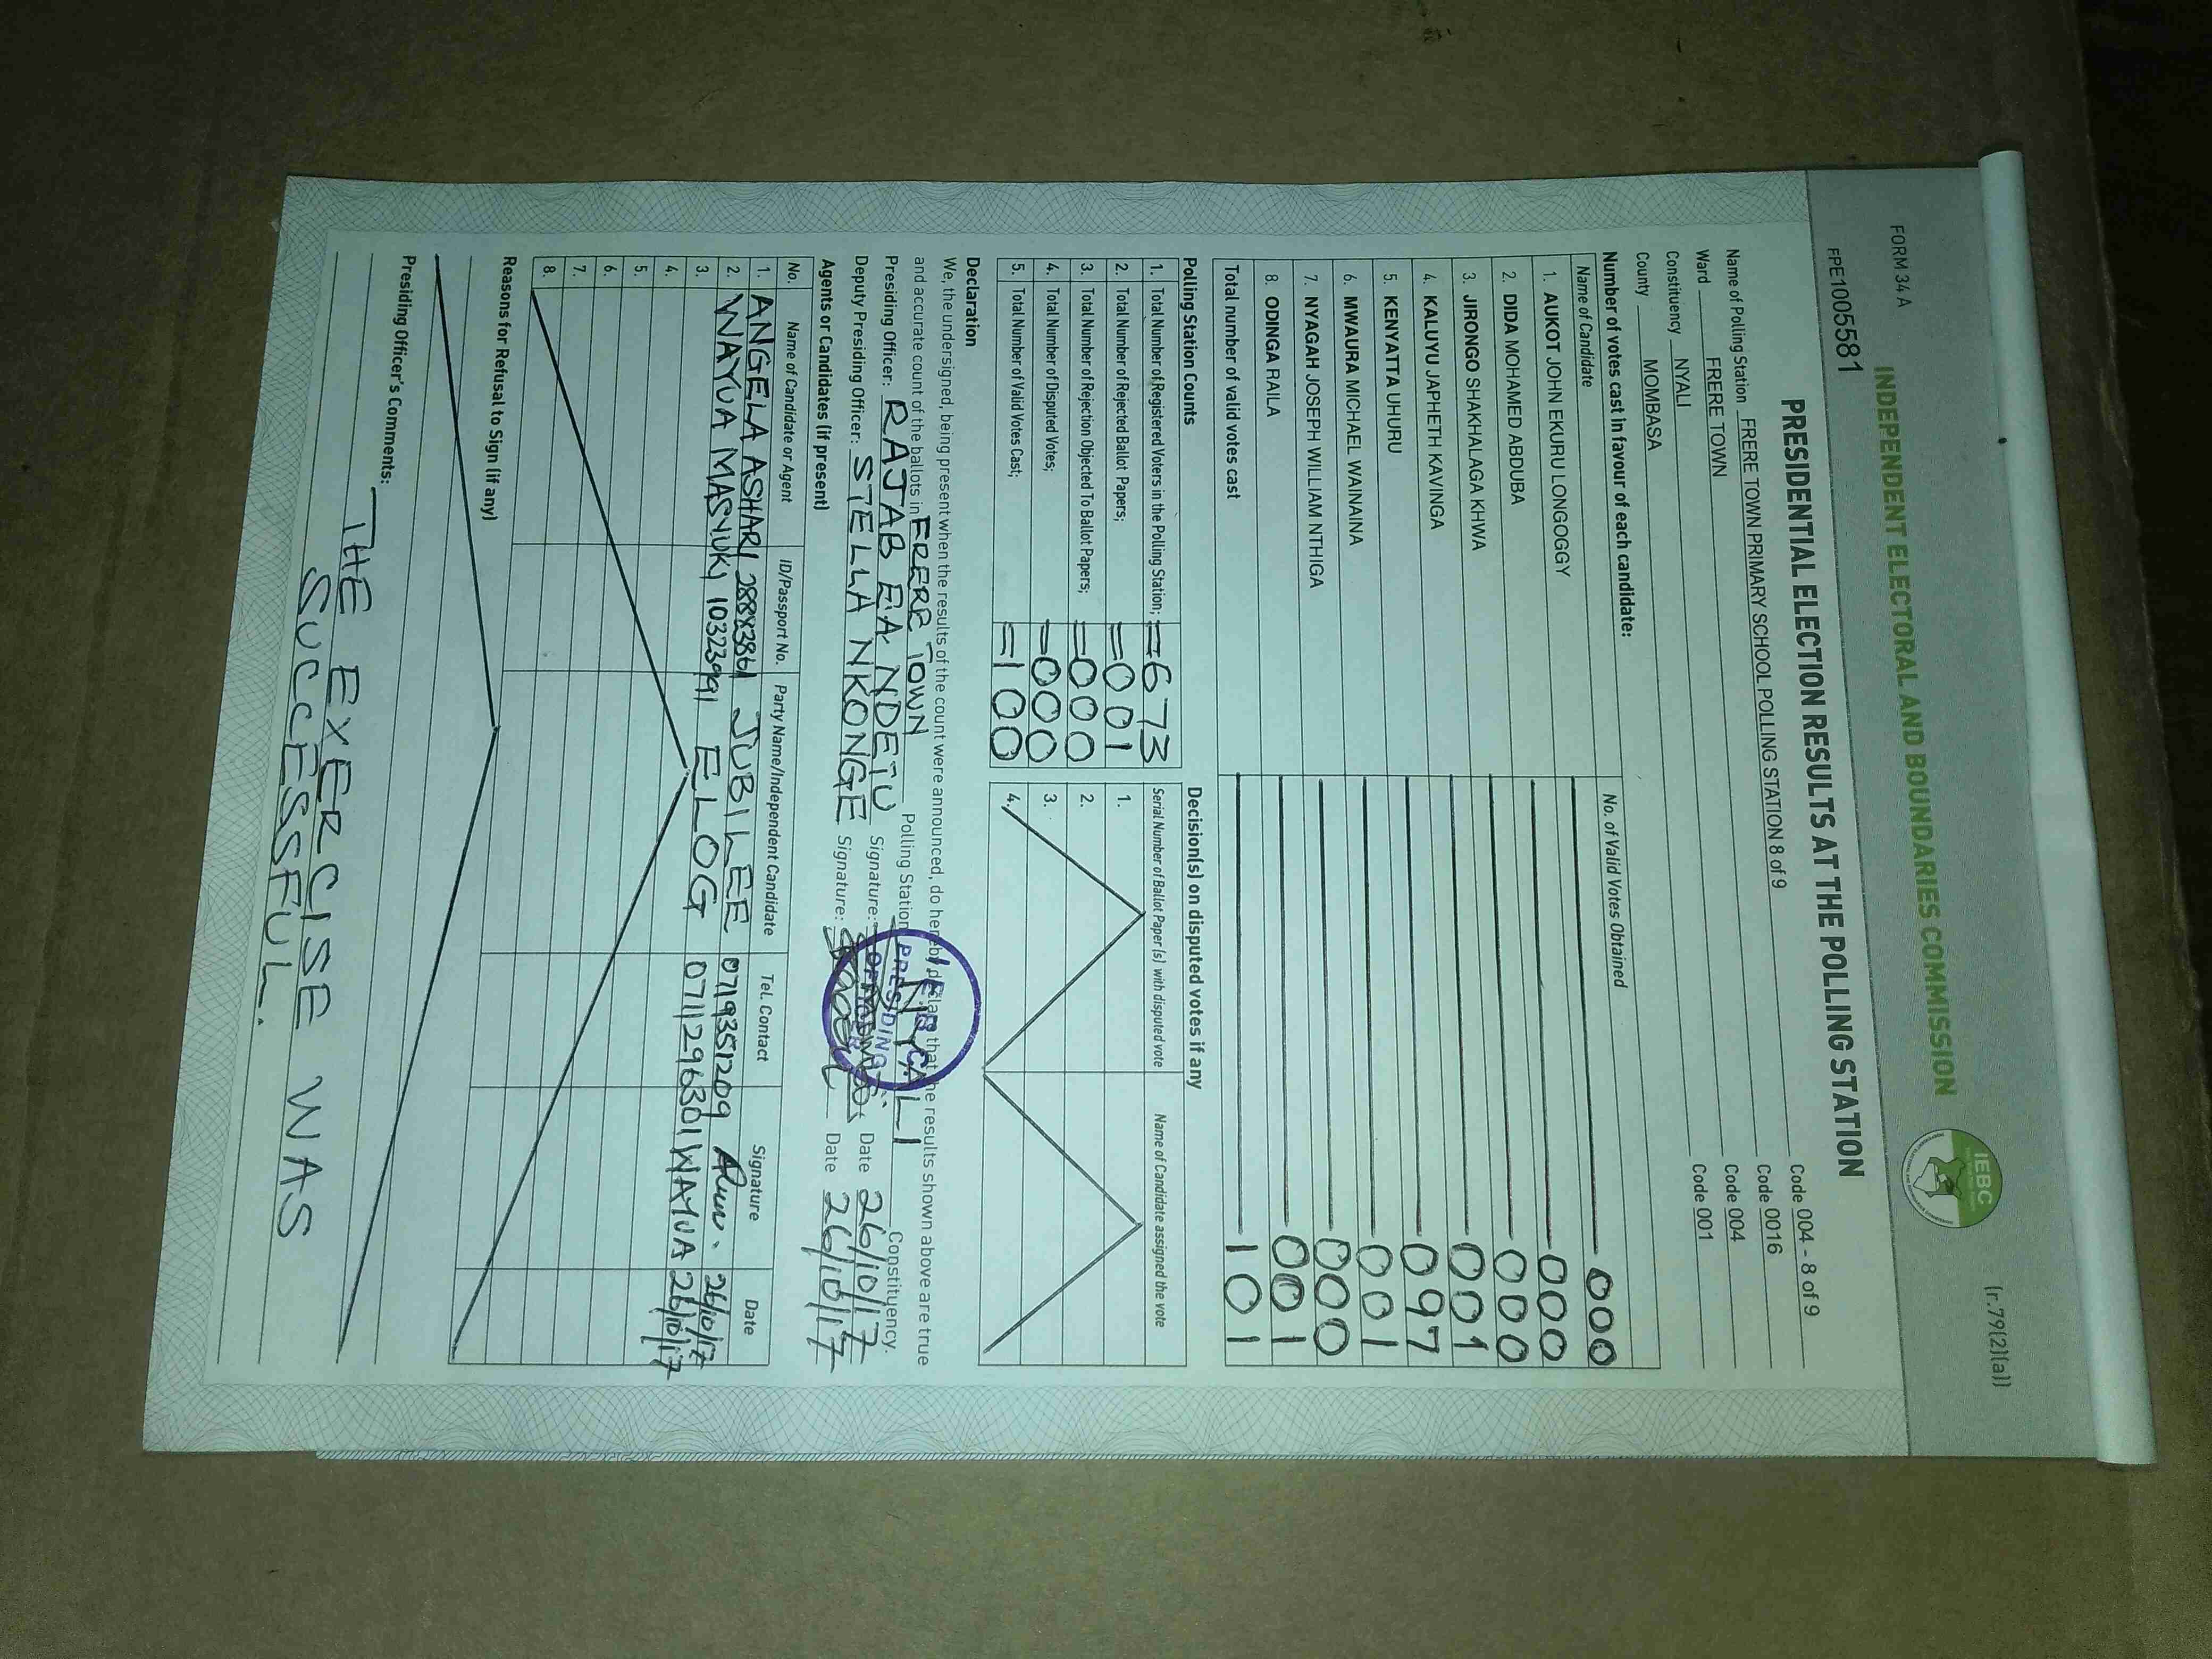 FORM 34 A
(r.79(2)(a))
INDEPENDENT ELECTORAL AND BOUNDARIES COMMISSION
IEBC
FPE1005581
PRESIDENTIAL ELECTION RESULTS AT THE POLLING STATION
Name of Polling Station FRERE TOWN PRIMARY SCHOOL POLLING STATION 8 of 9 Code 004 - 8 of 9
Ward FRERE TOWN Code 0016
Constituency NYALI Code 004
County MOMBASA Code 001
Number of votes cast in favour of each candidate:
Name of Candidate No. of Valid Votes Obtained
1. AUKOT JOHN EKURU LONGOGGY 000
2. DIDA MOHAMED ABDUBA 000
3. JIRONGO SHAKHALAGA KHWA 000
4. KALUYU JAPHETH KAVINGA 001
5. KENYATTA UHURU 097
6. MWAURA MICHAEL WAINAINA 001
7. NYAGAH JOSEPH WILLIAM NTHIGA 000
8. ODINGA RAILA 001
Total number of valid votes cast 101
Polling Station Counts
1. Total Number of Registered Voters in the Polling Station; =673
2. Total Number of Rejected Ballot Papers; =001
3. Total Number of Rejection Objected To Ballot Papers; =000
4. Total Number of Disputed Votes; =000
5. Total Number of Valid Votes Cast; =100
Decision(s) on disputed votes if any
Serial Number of Ballot Paper (s) with disputed vote Name of Candidate assigned the vote
1.
2.
3.
4.
Declaration
We, the undersigned, being present when the results of the count were announced, do hereby declare that the results shown above are true
and accurate count of the ballots in FRERE TOWN Polling Station NYALI Constituency.
Presiding Officer: RAJAB EA NDETU Signature: Date 26/10/17
Deputy Presiding Officer: STELLA NKONGE Signature: Date 26/10/17
PRESIDING
Agents or Candidates (if present)
No. Name of Candidate or Agent ID/Passport No. Party Name/Independent Candidate Tel. Contact Signature Date
1. ANGELA ASHARI 28883861 JUBILEE 0719351209 26/10/17
2. WAYUA MASYUKI 10323991 ELOG 0711296301 WAYUA 26/10/17
3.
4.
5.
6.
7.
8.
Reasons for Refusal to Sign (if any)
Presiding Officer's Comments:
THE EXERCISE WAS
SUCCESSFUL.